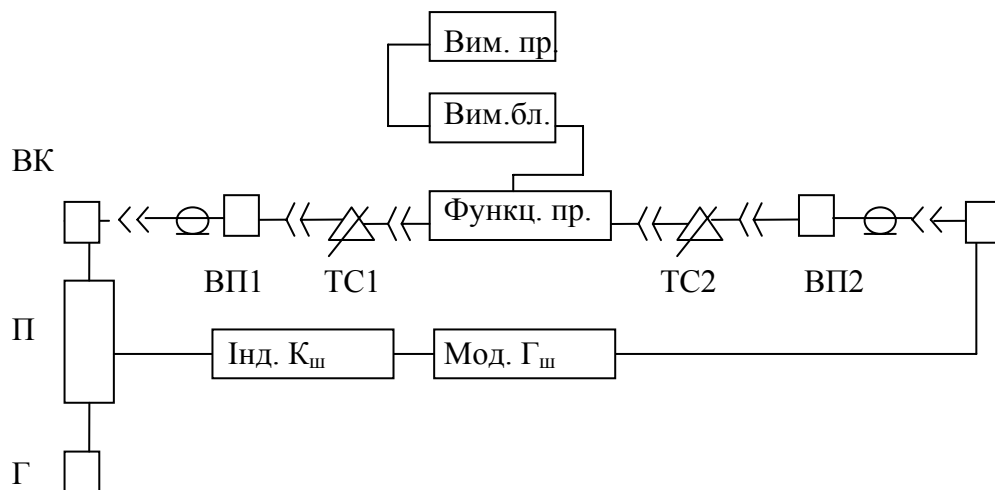 Вим. пр.
Вим.бл.
ВК
Функц. пр.
ВП1
ТС1
ТС2
ВП2
П
Інд. Кш
Мод. Гш
Г